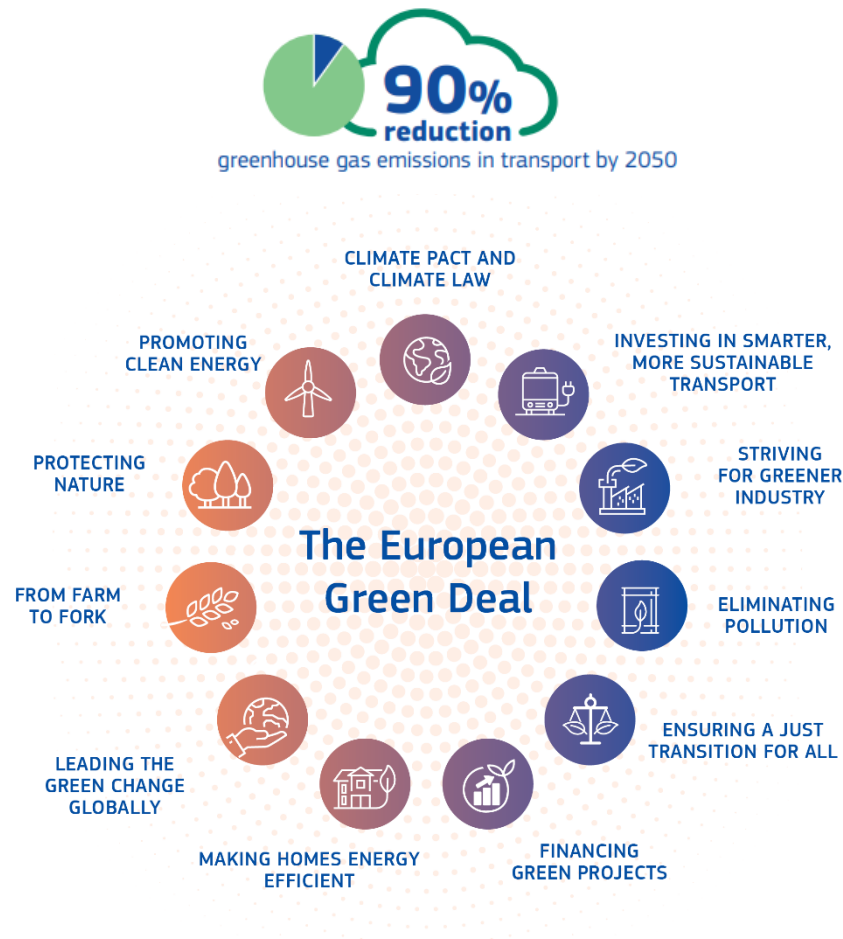 90%
reduction
greenhouse gas emissions in transport by 2050
CLIMATE PACT AND
CLIMATE LAW
PROMOTING
CLEAN ENERGY
INVESTING IN SMARTER,
MORE SUSTAINABLE
TRANSPORT
PROTECTING
NATURE
STRIVING
FOR GREENER
INDUSTRY
The European
Green Deal
FROM FARM
TO FORK
ELIMINATING
POLLUTION
LEADING THE
GREEN CHANGE
GLOBALLY
ENSURING A JUST
TRANSITION FOR ALL
MAKING HOMES ENERGY
EFFICIENT
FINANCING
GREEN PROJECTS